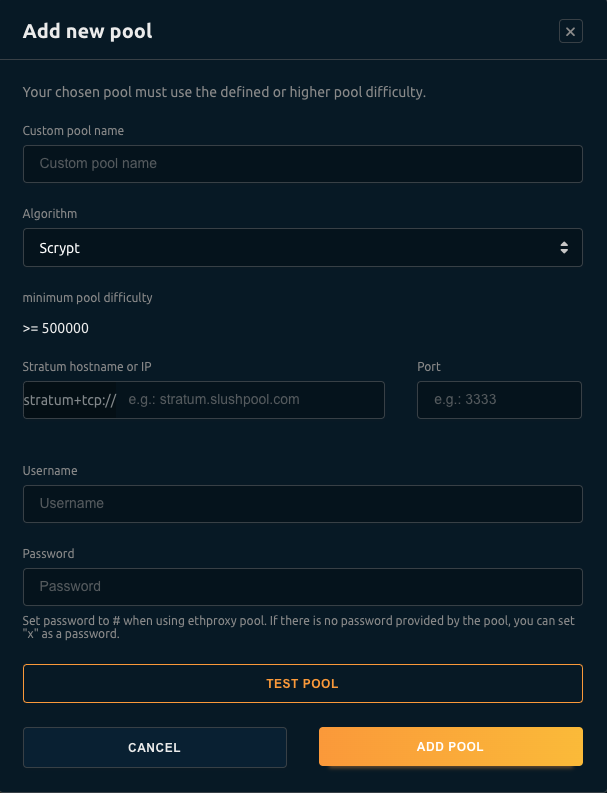 Add new pool
Your chosen pool must use the defined or higher pool difficulty.
Custom pool name
Custom pool name
Algorithm
Scrypt
minimum pool difficulty
>= 500000
Stratum hostname or IP
Port
stratum+tcp://
e.g.: stratum.slushpool.com
e.g.: 3333
Username
Username
Password
Password
Set password to # when using ethproxy pool. If there is no password provided by the pool, you can set
"x" as a password.
TEST POOL
CANCEL
ADD POOL